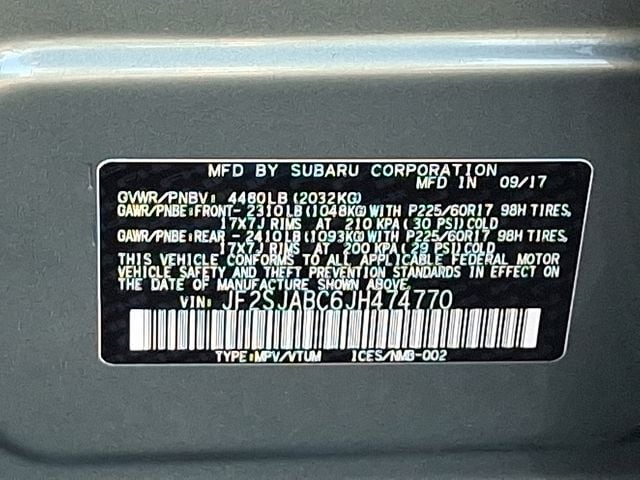 MFD BY SUBARU CORPORATION
MFD IN 09/17
GVWR/PNBV: 4480LB(2032KG)
GAWR/PNBE:FRONT- 2310LB(1048KG)WITH P225/60R17 98H TIRES,
17X7J RIMS AT 210 KPA(30 PSI)COLD
GAWR/PNBE:REAR - 2410LB(1093KG)WITH P225/60R17 98H TIRES,
17X7J RIMS AT 200 KPA(29 PSI)COLD
THIS VEHICLE CONFORMS TO ALL APPLICABLE FEDERAL MOTOR
VEHICLE SAFETY AND THEFT PREVENTION STANDARDS IN EFFECT ON
THE DATE OF MANUFACTURE SHOWN ABOVE.
VIN: JF2SJABC6JH474770
TYPE:MPV/VTUM ICES/NMB-002